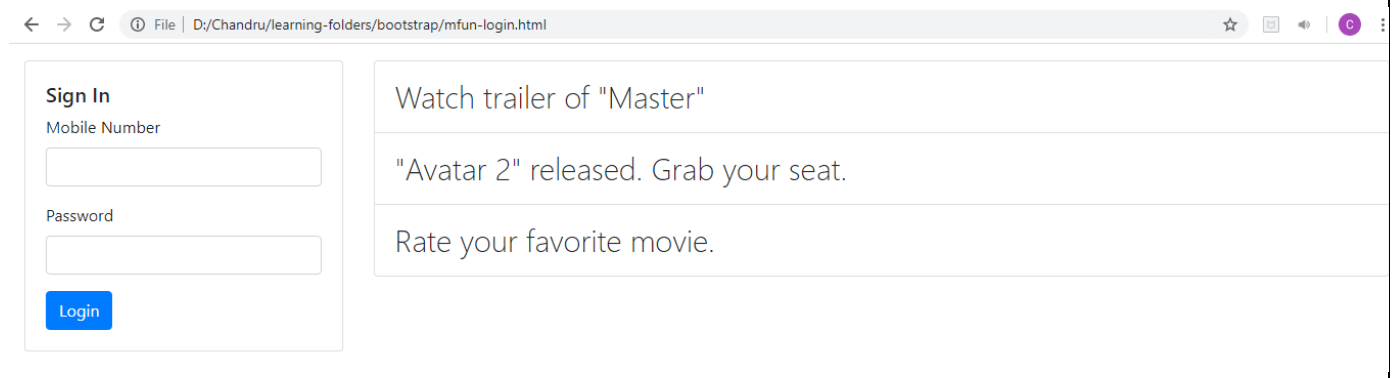 File | D:/Chandru/learning-folders/bootstrap/mfun-login.html
C
Sign In
Mobile Number
Password
Login
Watch trailer of "Master"
"Avatar 2" released. Grab your seat.
Rate your favorite movie.